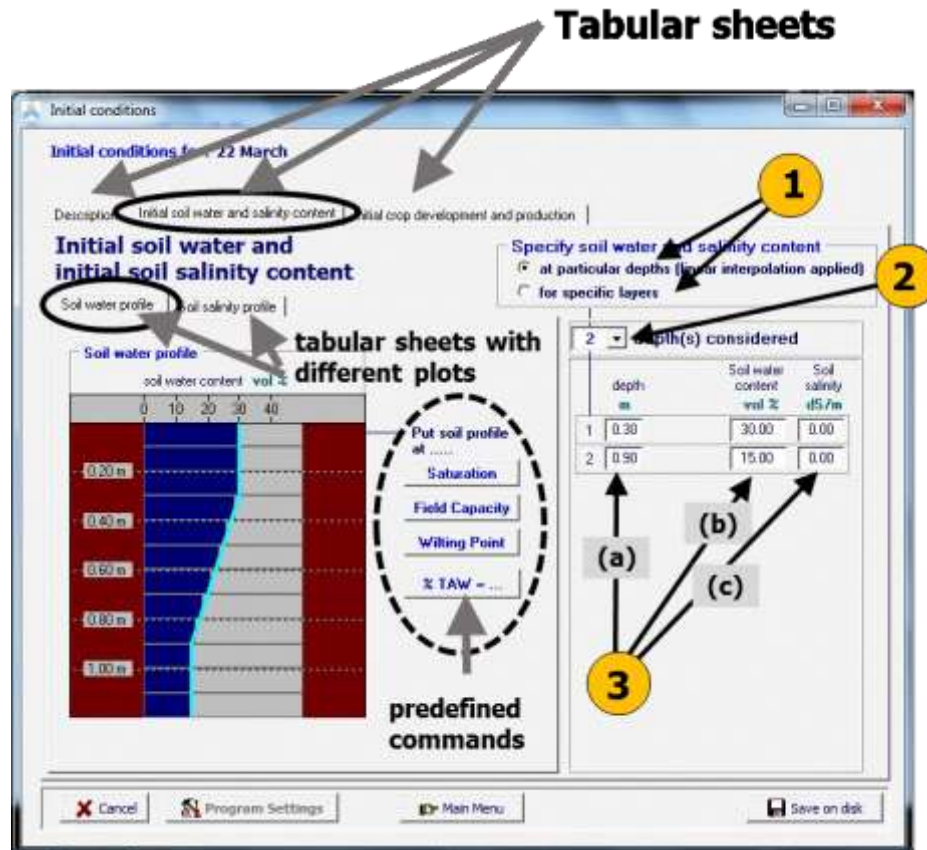 Tabular sheets
Initial conditions
Initial conditions for 22 March
1
Description Initial soil water and salinity content Initial crop development and production
Initial soil water and
initial soil salinity content
Specify soil water and salinity content
at particular depths (linear interpolation applied)
for specific layers
2
Soil water profile Soil salinity profile
2 depth(s) considered
tabular sheets with
different plots
Soil water profile
soil water content vol %
0 10 20 30 40
depth Soil water content Soil salinity
m vol % dS/m
1 0.30 30.00 0.00
2 0.90 15.00 0.00
Put soil profile
at ......
Saturation
Field Capacity
Wilting Point
% TAW = ...
0.20 m
0.40 m
0.60 m
0.80 m
1.00 m
(a)
(b)
(c)
3
predefined
commands
Cancel Program Settings Main Menu Save on disk